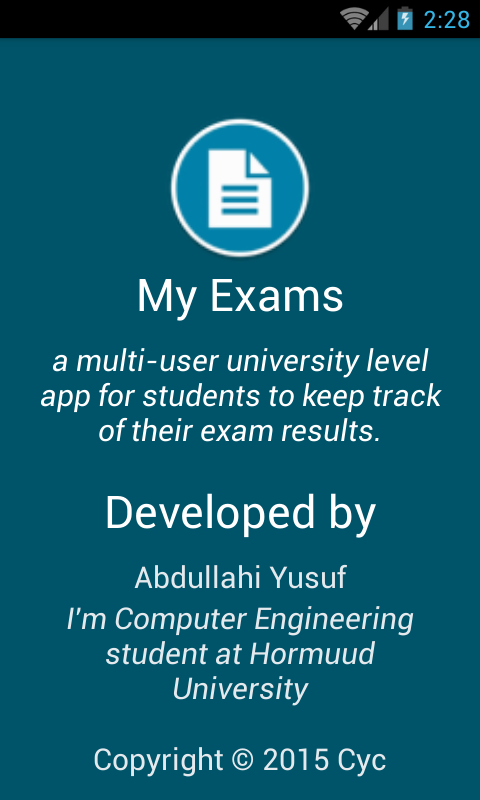 2:28
My Exams
a multi-user university level
app for students to keep track
of their exam results.
Developed by
Abdullahi Yusuf
I'm Computer Engineering
student at Hormuud
University
Copyright © 2015 Cyc